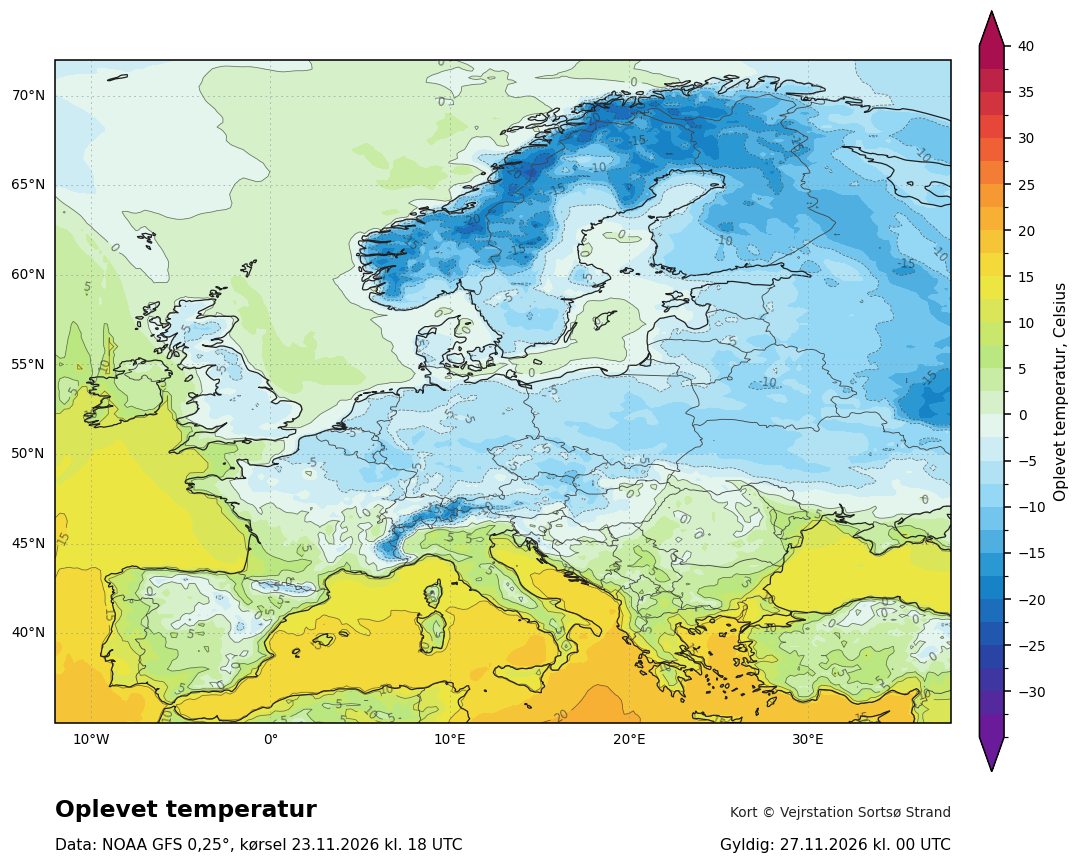 70°N
65°N
60°N
55°N
50°N
45°N
40°N
10°W
0°
10°E
20°E
30°E
40
35
30
25
20
15
10
5
0
−5
−10
−15
−20
−25
−30
Oplevet temperatur, Celsius
Oplevet temperatur
Kort © Vejrstation Sortsø Strand
Data: NOAA GFS 0,25°, kørsel 23.11.2026 kl. 18 UTC
Gyldig: 27.11.2026 kl. 00 UTC